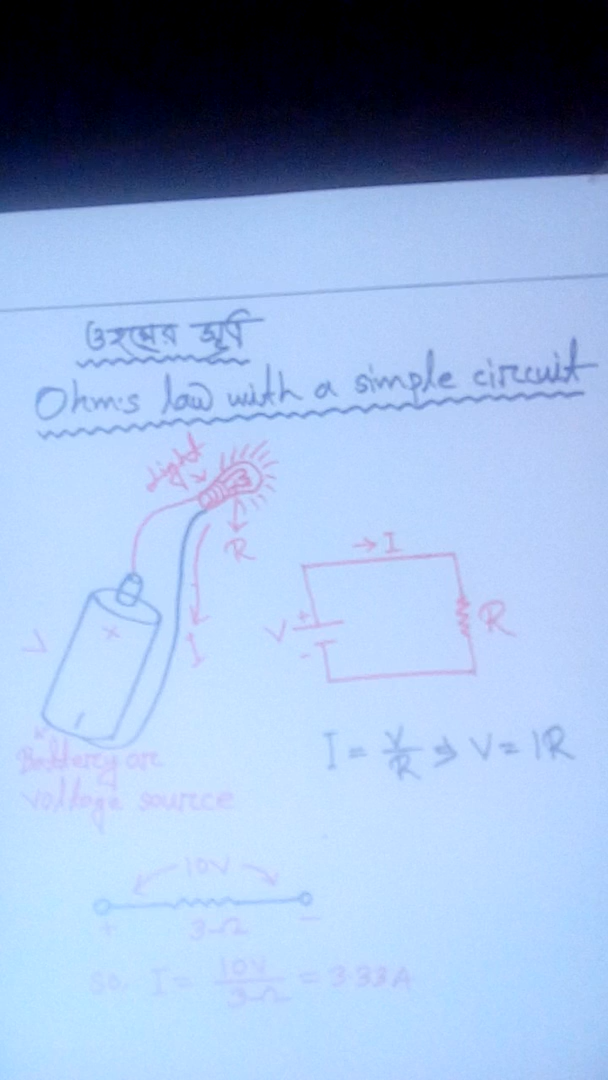 ওহমের সূত্র
Ohm's law with a simple circuit
Light
R
I
V
+
Battery or
voltage source
→ I
+
V
-
R
I = V/R ⇒ V = IR
10V
+
3Ω
-
so, I = 10V/3Ω = 3.33A